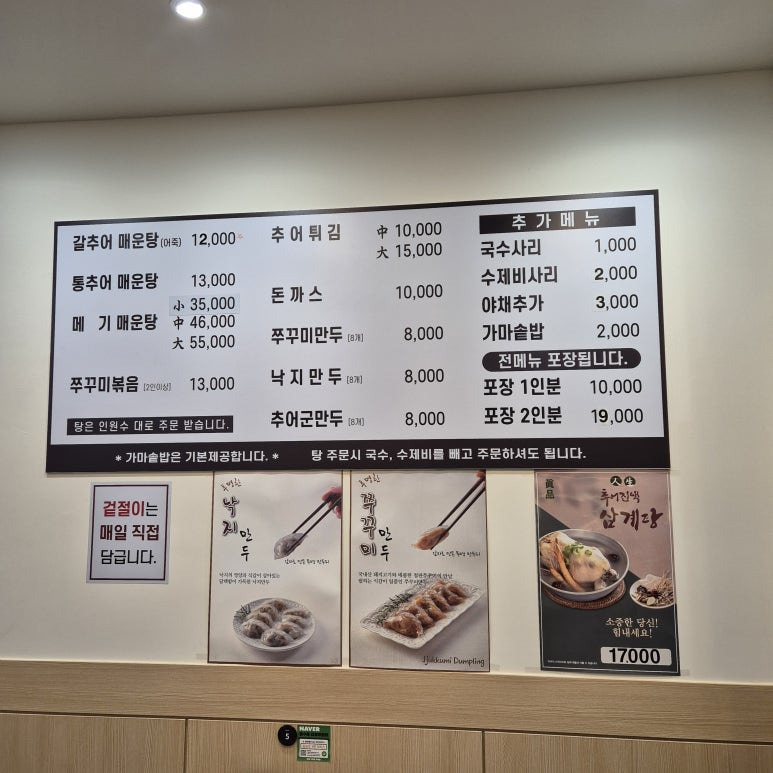 갈추어 매운탕(어죽) 12,000
통추어 매운탕 13,000
小 35,000
메 기 매운탕 中 46,000
大 55,000
쭈꾸미볶음 [2인이상] 13,000
탕은 인원수 대로 주문 받습니다.
추어튀김 中 10,000
大 15,000
돈까스 10,000
쭈꾸미만두 [8개] 8,000
낙지만두 [8개] 8,000
추어군만두 [8개] 8,000
추가메뉴
국수사리 1,000
수제비사리 2,000
야채추가 3,000
가마솥밥 2,000
전메뉴 포장됩니다.
포장 1인분 10,000
포장 2인분 19,000
* 가마솥밥은 기본제공합니다. * 탕 주문시 국수, 수제비를 빼고 주문하셔도 됩니다.
겉절이는
매일 직접
담급니다.
낙지만두
쭈꾸미만두
Jjukkumi Dumpling
眞品
人生
추어진액
삼계탕
소중한 당신!
힘내세요!
17,000
5
NAVER